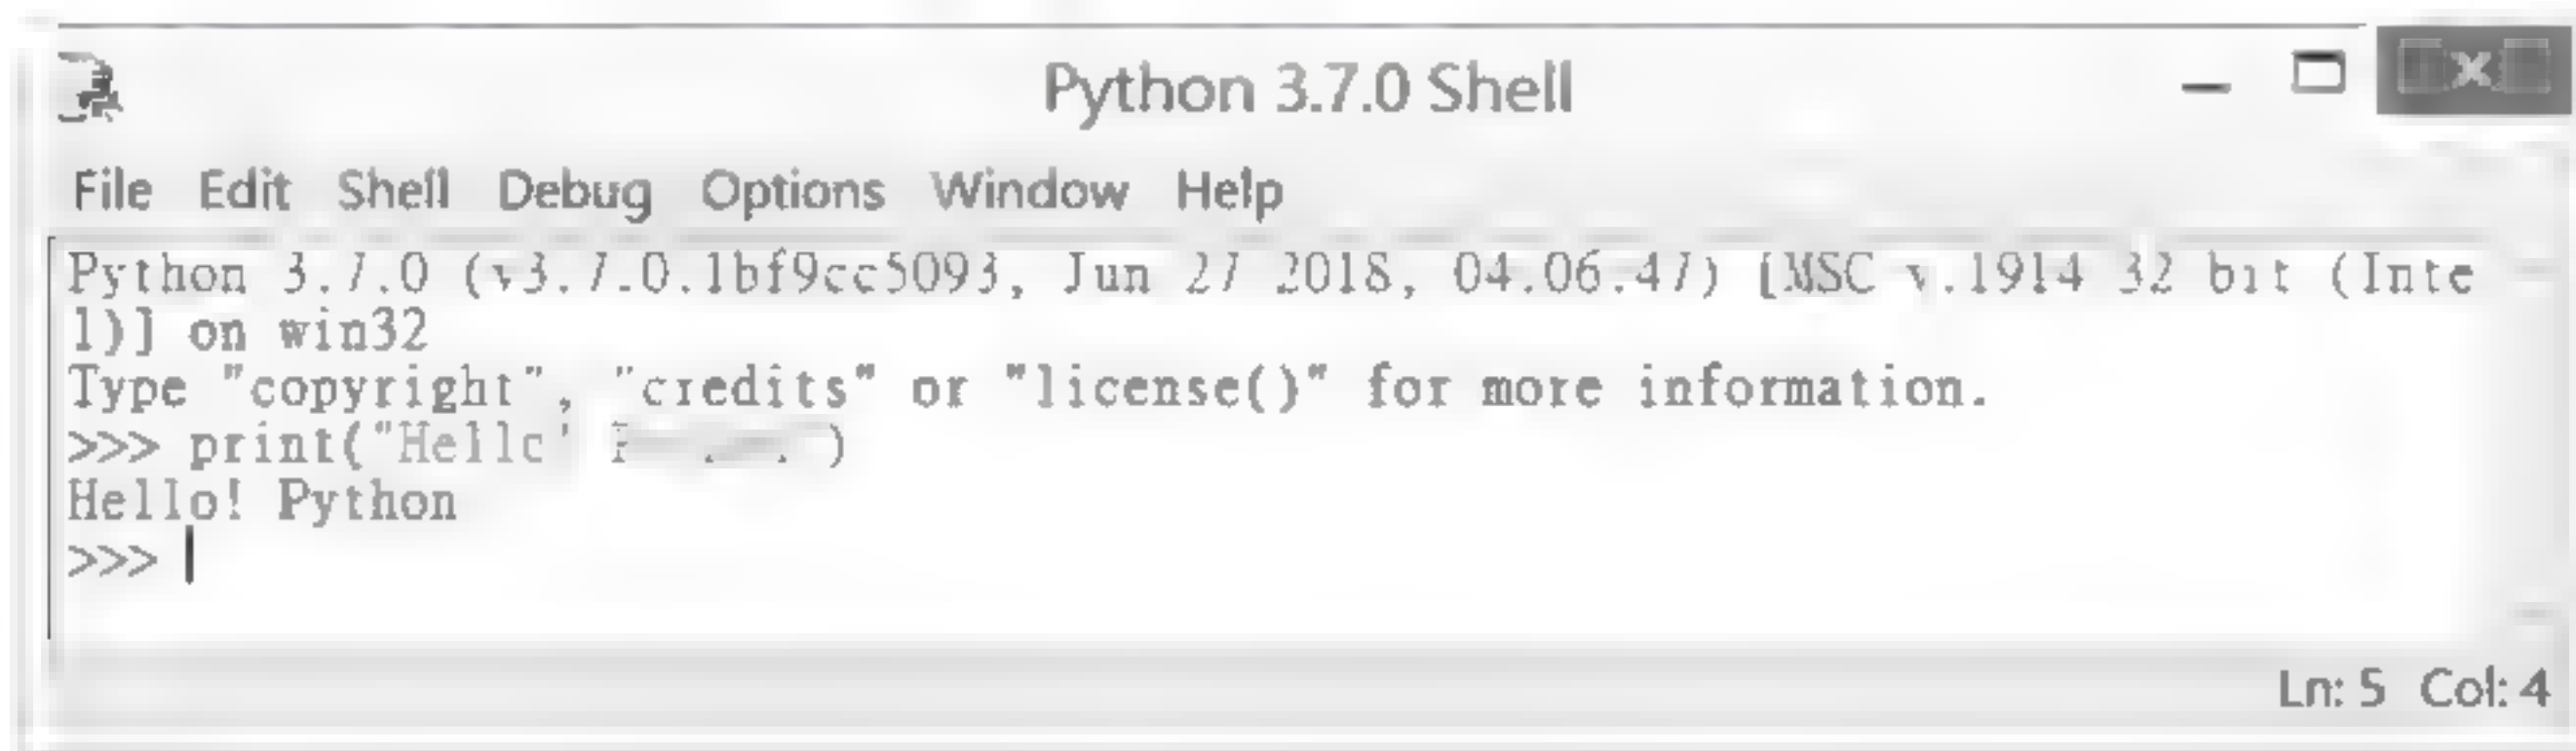 Python 3.7.0 Shell
File Edit Shell Debug Options Window Help
Python 3.7.0 (v3.7.0.1bf9cc5093, Jun 27 2018, 04.06.47) [MSC v.1914 32 bit (Inte
l)] on win32
Type "copyright", "credits" or "license()" for more information.
>>> print("Hello
Hello! Python
>>>
Ln: 5 Col: 4